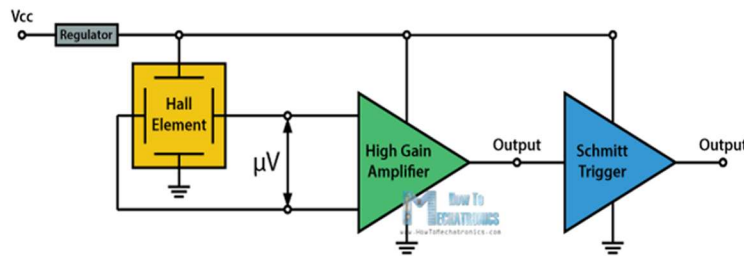 Vcc
Regulator
Hall
Element
μV
High Gain
Amplifier
Output
Schmitt
Trigger
Output
How To
MECHATRONICS
www.HowToMechatronics.com